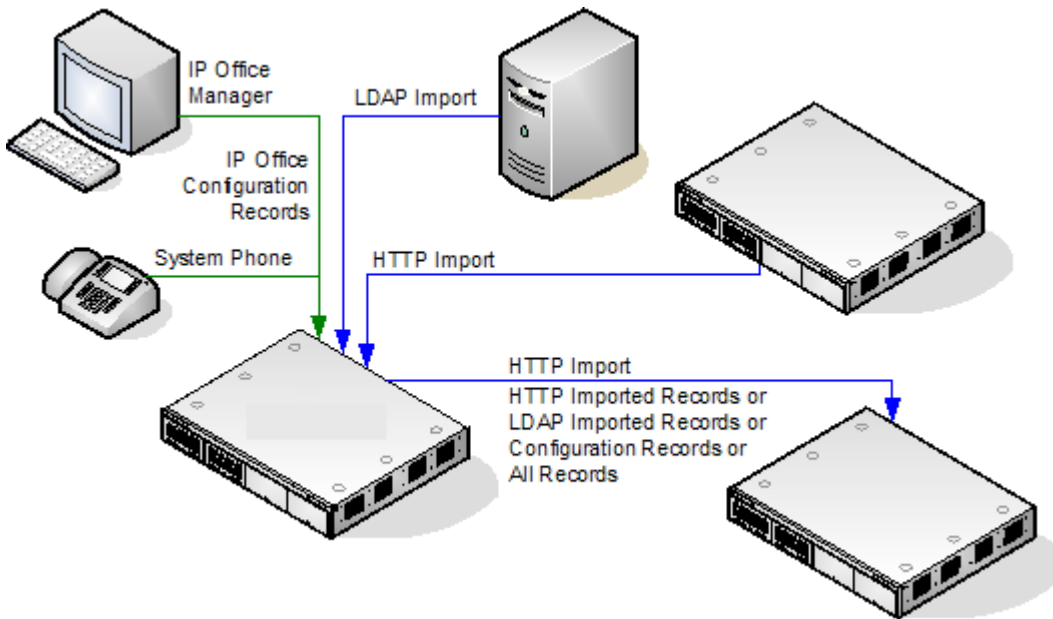 IP Office
Manager
LDAP Import
IP Office
Configuration
Records
System Phone
HTTP Import
HTTP Import
HTTP Imported Records or
LDAP Imported Records or
Configuration Records or
All Records